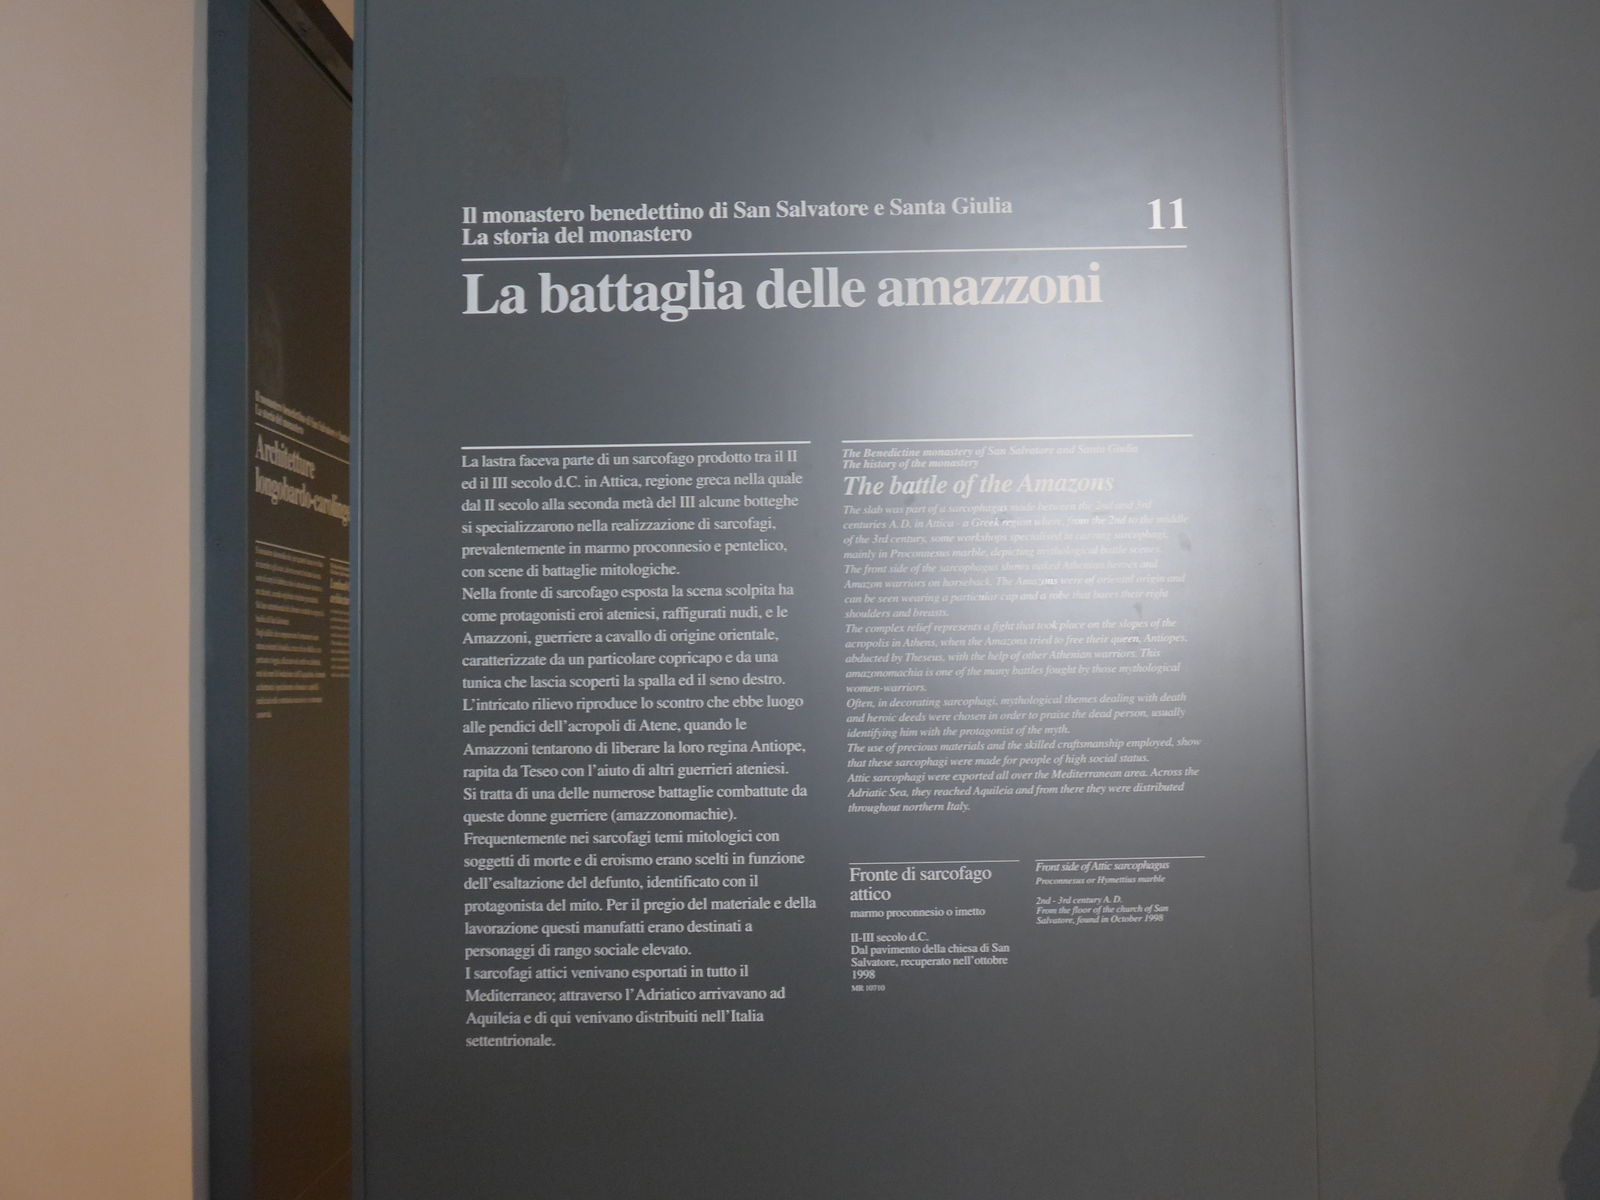 Il monastero benedettino di San Salvatore e Santa Giulia
La storia del monastero
11
La battaglia delle amazzoni
La lastra faceva parte di un sarcofago prodotto tra il II
ed il III secolo d.C. in Attica, regione greca nella quale
dal II secolo alla seconda metà del III alcune botteghe
si specializzarono nella realizzazione di sarcofagi,
prevalentemente in marmo proconnesio e pentelico,
con scene di battaglie mitologiche.
Nella fronte di sarcofago esposta la scena scolpita ha
come protagonisti eroi ateniesi, raffigurati nudi, e le
Amazzoni, guerriere a cavallo di origine orientale,
caratterizzate da un particolare copricapo e da una
tunica che lascia scoperti la spalla ed il seno destro.
L'intricato rilievo riproduce lo scontro che ebbe luogo
alle pendici dell'acropoli di Atene, quando le
Amazzoni tentarono di liberare la loro regina Antiope,
rapita da Teseo con l'aiuto di altri guerrieri ateniesi.
Si tratta di una delle numerose battaglie combattute da
queste donne guerriere (amazzonomachie).
Frequentemente nei sarcofagi temi mitologici con
soggetti di morte e di eroismo erano scelti in funzione
dell'esaltazione del defunto, identificato con il
protagonista del mito. Per il pregio del materiale e della
lavorazione questi manufatti erano destinati a
personaggi di rango sociale elevato.
I sarcofagi attici venivano esportati in tutto il
Mediterraneo; attraverso l'Adriatico arrivavano ad
Aquileia e di qui venivano distribuiti nell'Italia
settentrionale.
The Benedictine monastery of San Salvatore and Santa Giulia
The history of the monastery
The battle of the Amazons
The slab was part of a sarcophagus made between the 2nd and 3rd
centuries A.D. in Attica - a Greek region where, from the 2nd to the middle
of the 3rd century, some workshops specialised in carving sarcophagi,
mainly in Proconnesus marble, depicting mythological battle scenes.
The front side of the sarcophagus shows naked Athenian heroes and
Amazon warriors on horseback. The Amazons were of oriental origin and
can be seen wearing a particular cap and a robe that bares their right
shoulders and breasts.
The complex relief represents a fight that took place on the slopes of the
acropolis in Athens, when the Amazons tried to free their queen, Antiopes,
abducted by Theseus, with the help of other Athenian warriors. This
amazonomachia is one of the many battles fought by those mythological
women-warriors.
Often, in decorating sarcophagi, mythological themes dealing with death
and heroic deeds were chosen in order to praise the dead person, usually
identifying him with the protagonist of the myth.
The use of precious materials and the skilled craftsmanship employed, show
that these sarcophagi were made for people of high social status.
Attic sarcophagi were exported all over the Mediterranean area. Across the
Adriatic Sea, they reached Aquileia and from there they were distributed
throughout northern Italy.
Fronte di sarcofago
attico
marmo proconnesio o imetto
II-III secolo d.C.
Dal pavimento della chiesa di San
Salvatore, recuperato nell'ottobre
1998
MR 10710
Front side of Attic sarcophagus
Proconnesus or Hymettius marble
2nd - 3rd century A. D.
From the floor of the church of San
Salvatore, found in October 1998
Il monastero benedettino di San Salvatore e Santa
La storia del monastero
Architetture
longobardo-carolinge